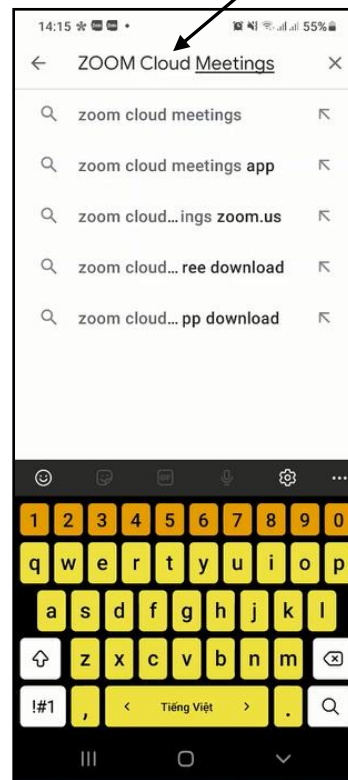 14:15 55%
ZOOM Cloud Meetings
zoom cloud meetings
zoom cloud meetings app
zoom cloud...ings zoom.us
zoom cloud... ree download
zoom cloud... pp download
GIF
1 2 3 4 5 6 7 8 9 0
q w e r t y u i o p
a s d f g h j k l
z x c v b n m
!#1 , < Tiếng Việt > .